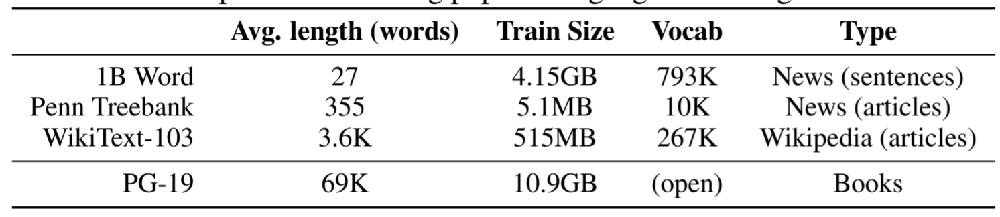 Avg. length (words) Train Size Vocab Type
1B Word 27 4.15GB 793K News (sentences)
Penn Treebank 355 5.1MB 10K News (articles)
WikiText-103 3.6K 515MB 267K Wikipedia (articles)
PG-19 69K 10.9GB (open) Books